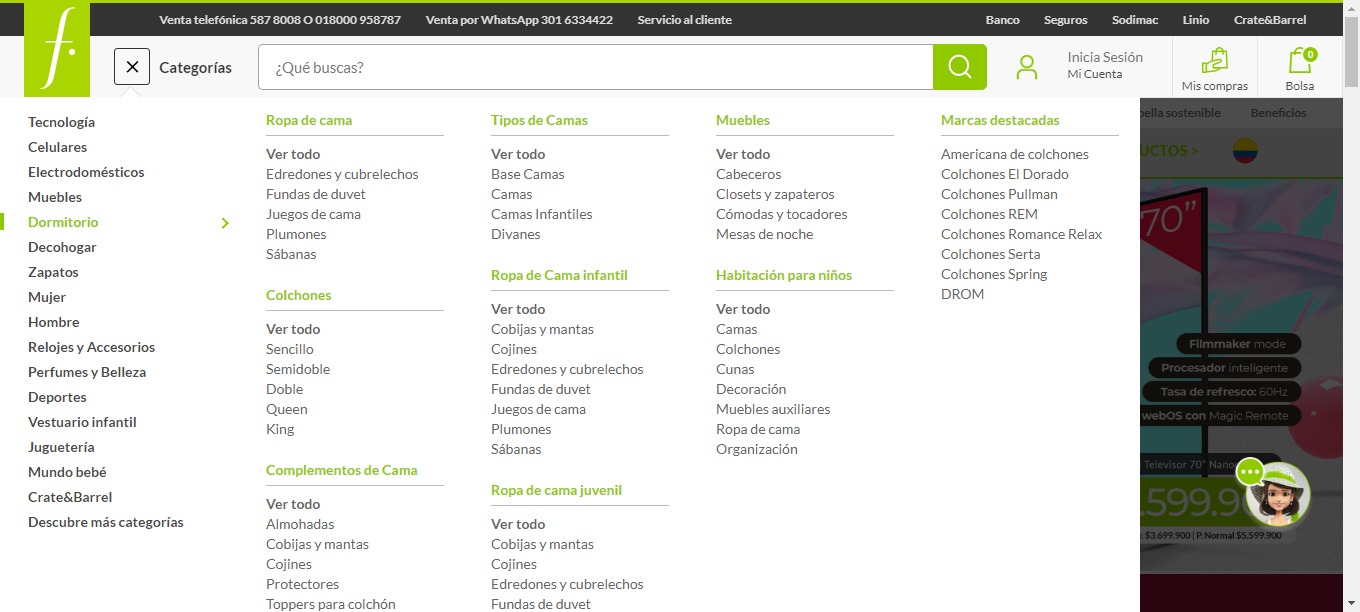 Venta telefónica 587 8008 O 018000 958787
Venta por WhatsApp 301 6334422
Servicio al cliente
Banco
Seguros
Sodimac
Linio
Crate&Barrel
f.
Categorías
¿Qué buscas?
Inicia Sesión
Mi Cuenta
Mis compras
0
Bolsa
Tecnología
Celulares
Electrodomésticos
Muebles
Dormitorio
Decohogar
Zapatos
Mujer
Hombre
Relojes y Accesorios
Perfumes y Belleza
Deportes
Vestuario infantil
Juguetería
Mundo bebé
Crate&Barrel
Descubre más categorías
Ropa de cama
Ver todo
Edredones y cubrelechos
Fundas de duvet
Juegos de cama
Plumones
Sábanas
Colchones
Ver todo
Sencillo
Semidoble
Doble
Queen
King
Complementos de Cama
Ver todo
Almohadas
Cobijas y mantas
Cojines
Protectores
Toppers para colchón
Tipos de Camas
Ver todo
Base Camas
Camas
Camas Infantiles
Divanes
Ropa de Cama infantil
Ver todo
Cobijas y mantas
Cojines
Edredones y cubrelechos
Fundas de duvet
Juegos de cama
Plumones
Sábanas
Ropa de cama juvenil
Ver todo
Cobijas y mantas
Cojines
Edredones y cubrelechos
Fundas de duvet
Muebles
Ver todo
Cabeceros
Closets y zapateros
Cómodas y tocadores
Mesas de noche
Habitación para niños
Ver todo
Camas
Colchones
Cunas
Decoración
Muebles auxiliares
Ropa de cama
Organización
Marcas destacadas
Americana de colchones
Colchones El Dorado
Colchones Pullman
Colchones REM
Colchones Romance Relax
Colchones Serta
Colchones Spring
DROM
bella sostenible
Beneficios
UCTOS >
70"
Filmmaker mode
Procesador inteligente
Tasa de refresco: 60Hz
webOS con Magic Remote
Televisor 70" Nano
.599.9
: $3.699.900 | P. Normal $5.599.900